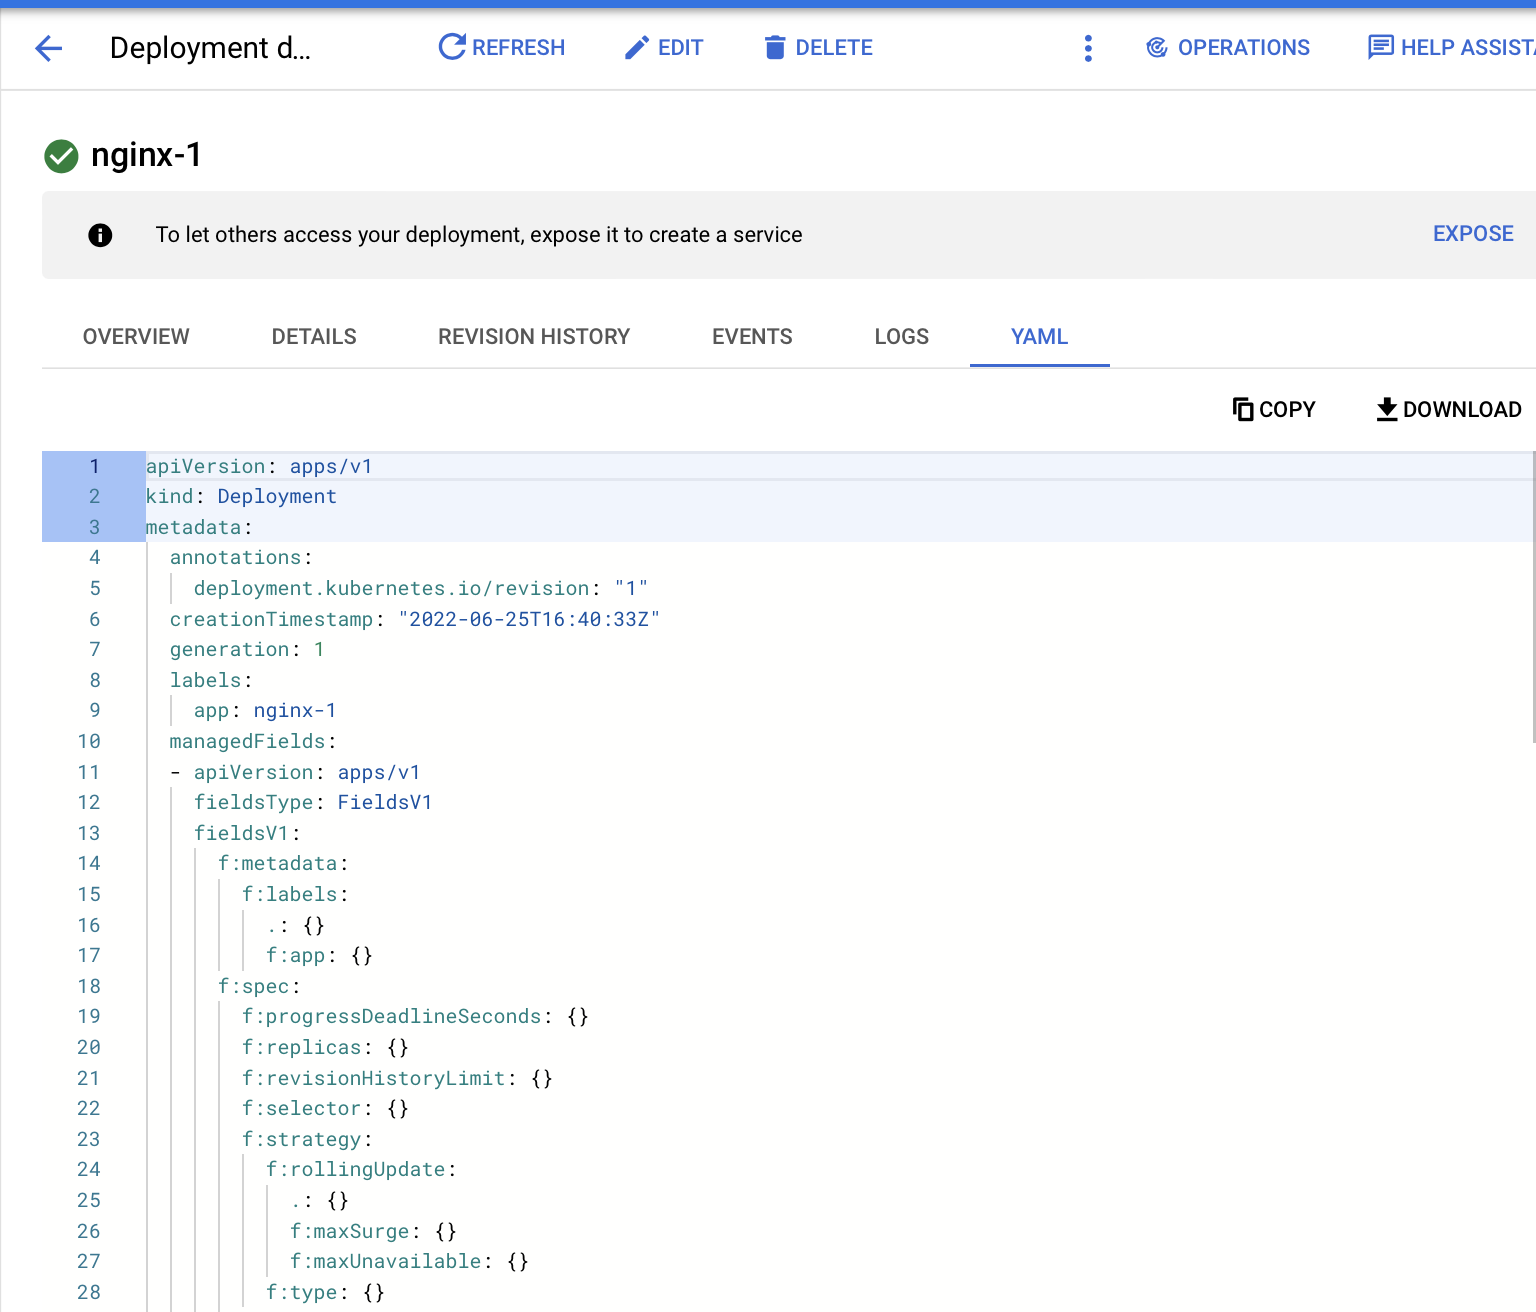 Deployment d... REFRESH EDIT DELETE OPERATIONS HELP ASSISTA
nginx-1
To let others access your deployment, expose it to create a service EXPOSE
OVERVIEW DETAILS REVISION HISTORY EVENTS LOGS YAML
COPY DOWNLOAD
1 apiVersion: apps/v1
2 kind: Deployment
3 metadata:
4 annotations:
5 deployment.kubernetes.io/revision: "1"
6 creationTimestamp: "2022-06-25T16:40:33Z"
7 generation: 1
8 labels:
9 app: nginx-1
10 managedFields:
11 - apiVersion: apps/v1
12 fieldsType: FieldsV1
13 fieldsV1:
14 f:metadata:
15 f:labels:
16 .: {}
17 f:app: {}
18 f:spec:
19 f:progressDeadlineSeconds: {}
20 f:replicas: {}
21 f:revisionHistoryLimit: {}
22 f:selector: {}
23 f:strategy:
24 f:rollingUpdate:
25 .: {}
26 f:maxSurge: {}
27 f:maxUnavailable: {}
28 f:type: {}